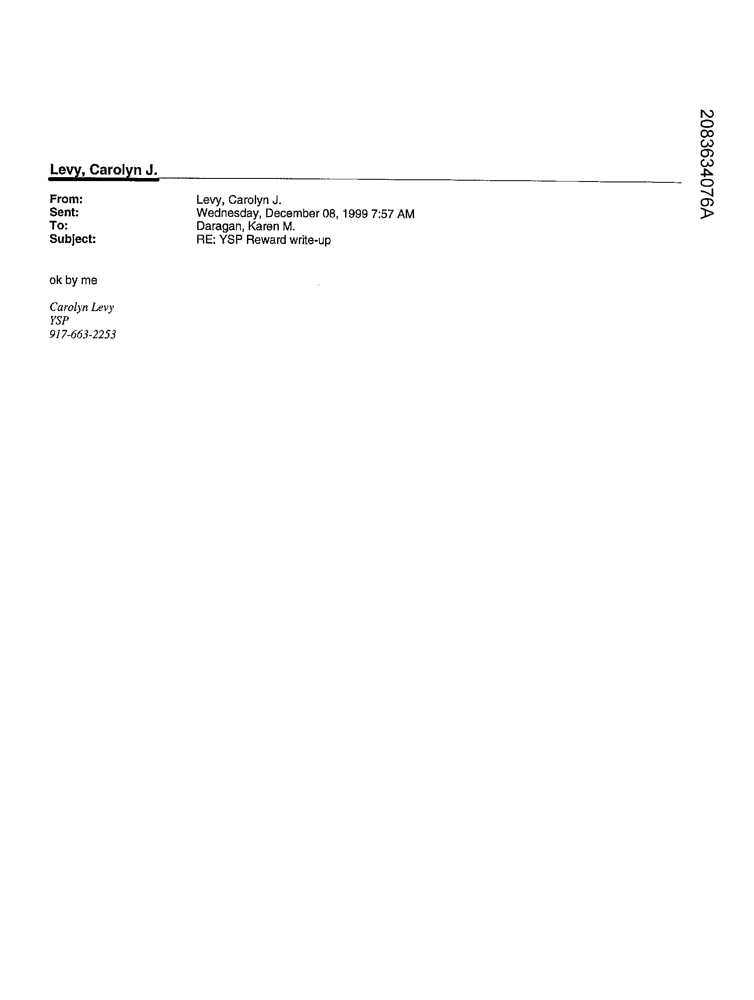 2083634076A
Levy, Carolyn J.
From: Levy, Carolyn J.
Sent: Wednesday, December 08, 1999 7:57 AM
To: Daragan, Karen M.
Subject: RE: YSP Reward write-up
ok by me
Carolyn Levy
YSP
917-663-2253